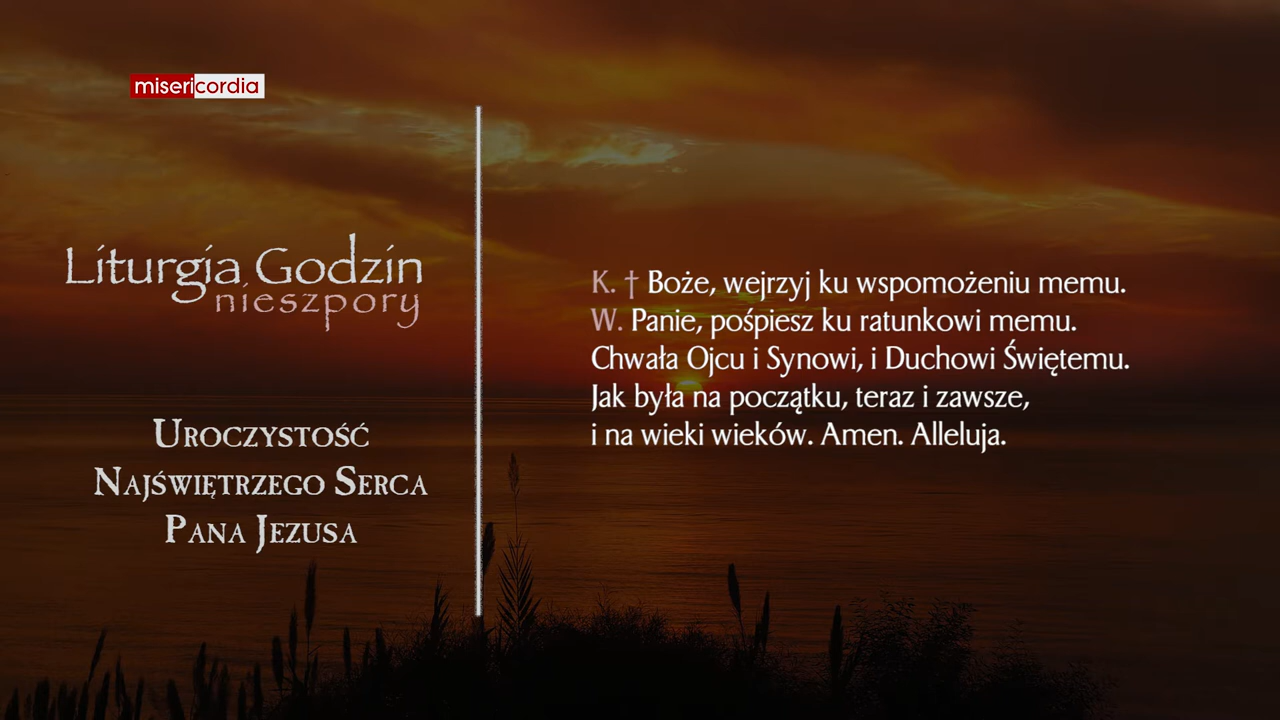 misericordia
Liturgia Godzin
nieszpory
Uroczystość
Najświętrzego Serca
Pana Jezusa
K. † Boże, wejrzyj ku wspomożeniu memu.
W. Panie, pośpiesz ku ratunkowi memu.
Chwała Ojcu i Synowi, i Duchowi Świętemu.
Jak była na początku, teraz i zawsze,
i na wieki wieków. Amen. Alleluja.